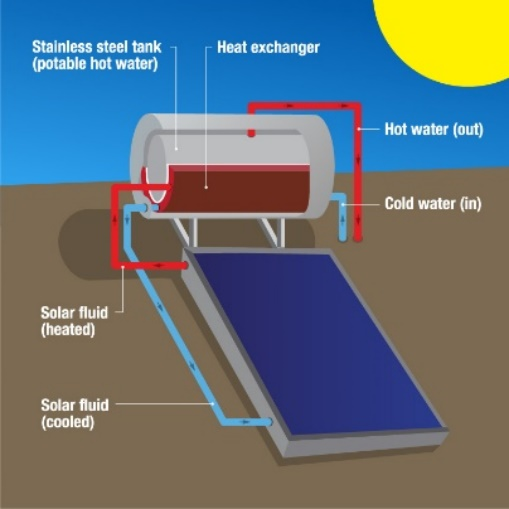 Stainless steel tank
(potable hot water)
Heat exchanger
Hot water (out)
Cold water (in)
Solar fluid
(heated)
Solar fluid
(cooled)